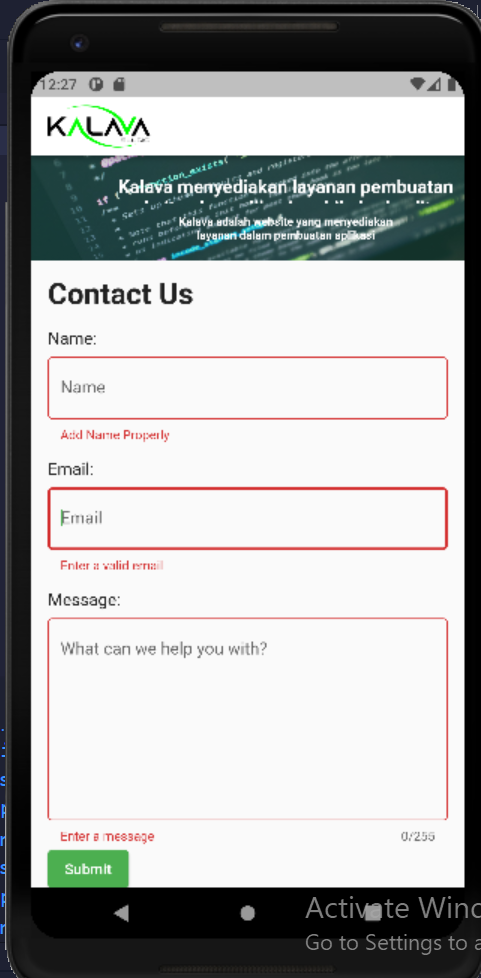 12:27
KALAVA
Kalava menyediakan layanan pembuatan
Kalava adalah website yang menyediakan
layanan dalam pembuatan aplikasi
Contact Us
Name:
Name
Add Name Properly
Email:
Email
Enter a valid email
Message:
What can we help you with?
Enter a message
0/255
Submit
Activate Wind
Go to Settings to a